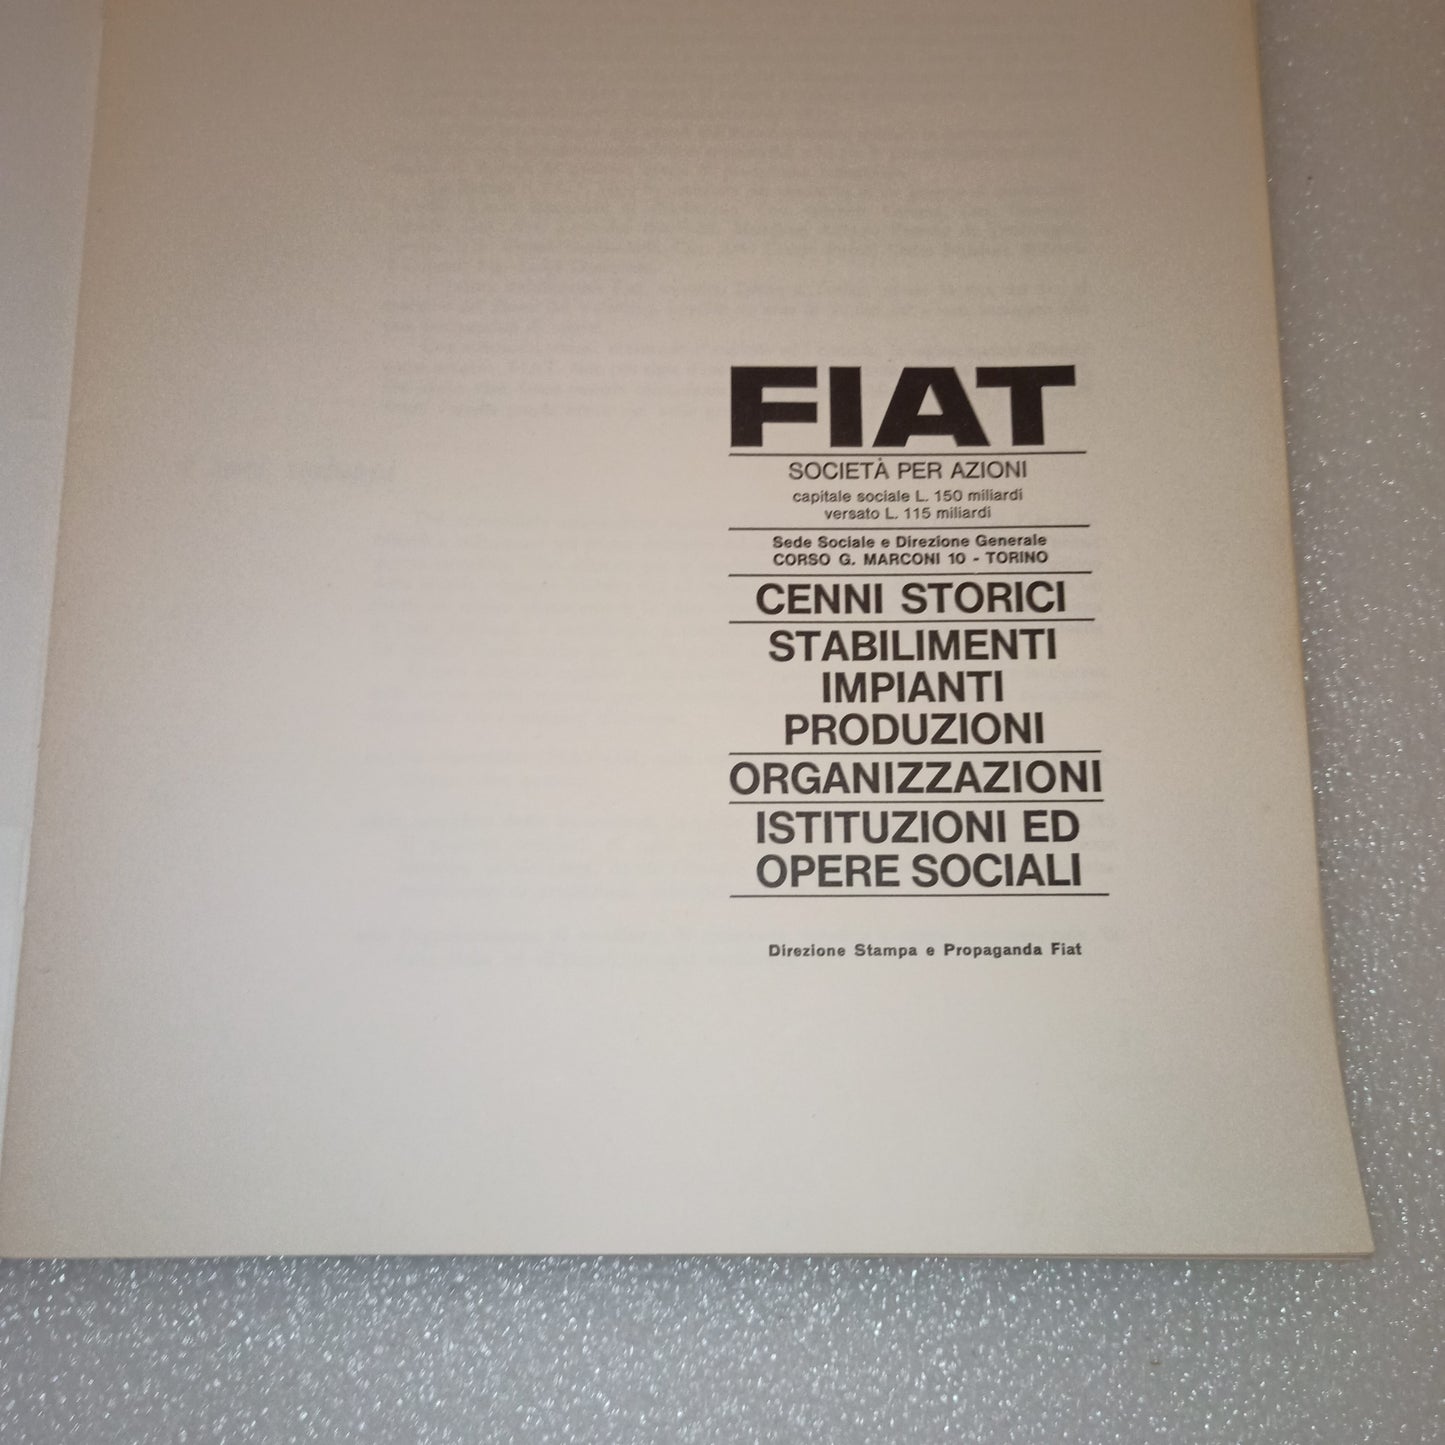 FIAT
SOCIETÀ PER AZIONI
capitale sociale L. 150 miliardi
versato L. 115 miliardi
Sede Sociale e Direzione Generale
CORSO G. MARCONI 10 - TORINO
CENNI STORICI
STABILIMENTI
IMPIANTI
PRODUZIONI
ORGANIZZAZIONI
ISTITUZIONI ED
OPERE SOCIALI
Direzione Stampa e Propaganda Fiat